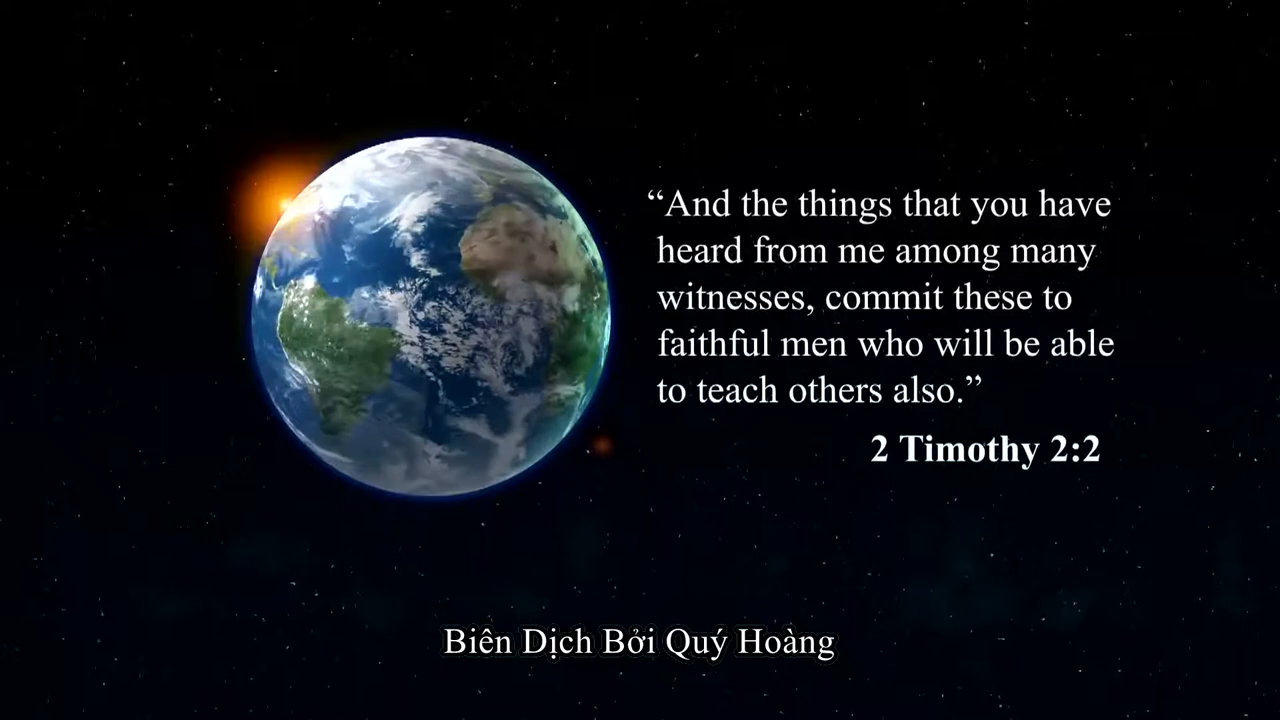 “And the things that you have
heard from me among many
witnesses, commit these to
faithful men who will be able
to teach others also.”
2 Timothy 2:2
Biên Dịch Bởi Quý Hoàng